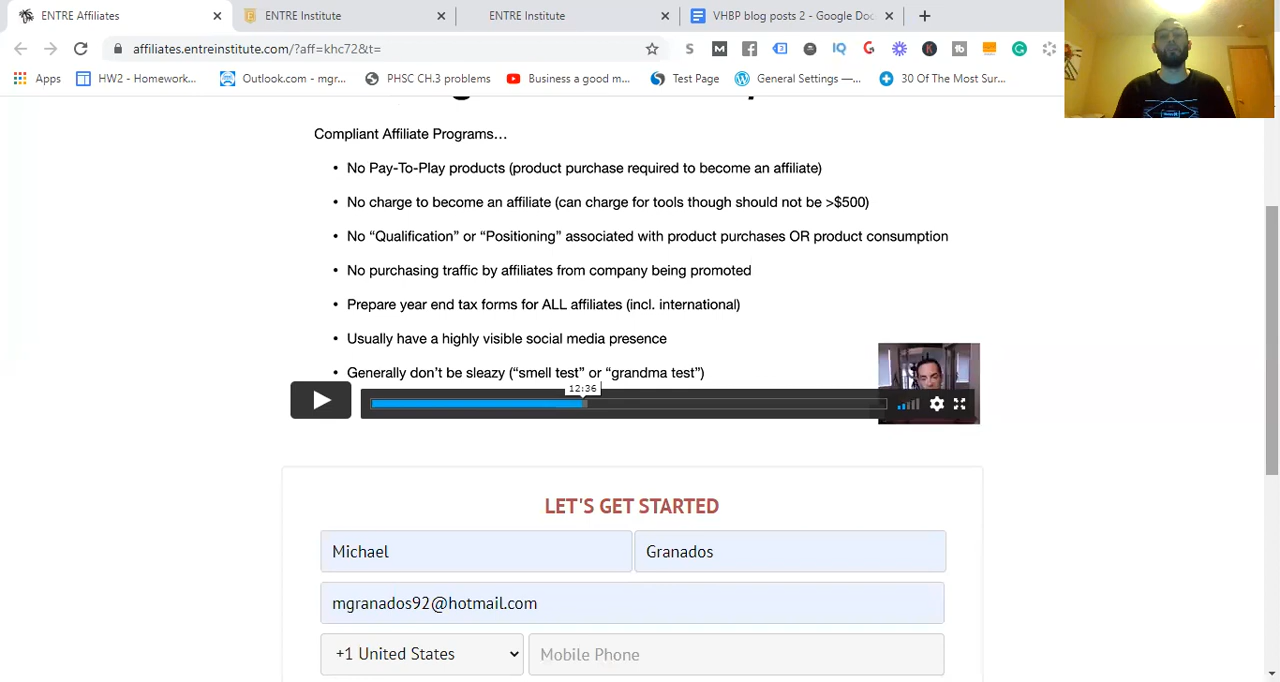 ENTRE Affiliates
ENTRE Institute
ENTRE Institute
VHBP blog posts 2 - Google Doc
affiliates.entreinstitute.com/?aff=khc72&t=
Apps
HW2 - Homework...
Outlook.com - mgr...
PHSC CH.3 problems
Business a good m...
Test Page
General Settings —...
30 Of The Most Sur...
Compliant Affiliate Programs...
• No Pay-To-Play products (product purchase required to become an affiliate)
• No charge to become an affiliate (can charge for tools though should not be >$500)
• No “Qualification” or “Positioning” associated with product purchases OR product consumption
• No purchasing traffic by affiliates from company being promoted
• Prepare year end tax forms for ALL affiliates (incl. international)
• Usually have a highly visible social media presence
• Generally don’t be sleazy (“smell test” or “grandma test”)
12:36
LET'S GET STARTED
Michael
Granados
mgranados92@hotmail.com
+1 United States
Mobile Phone